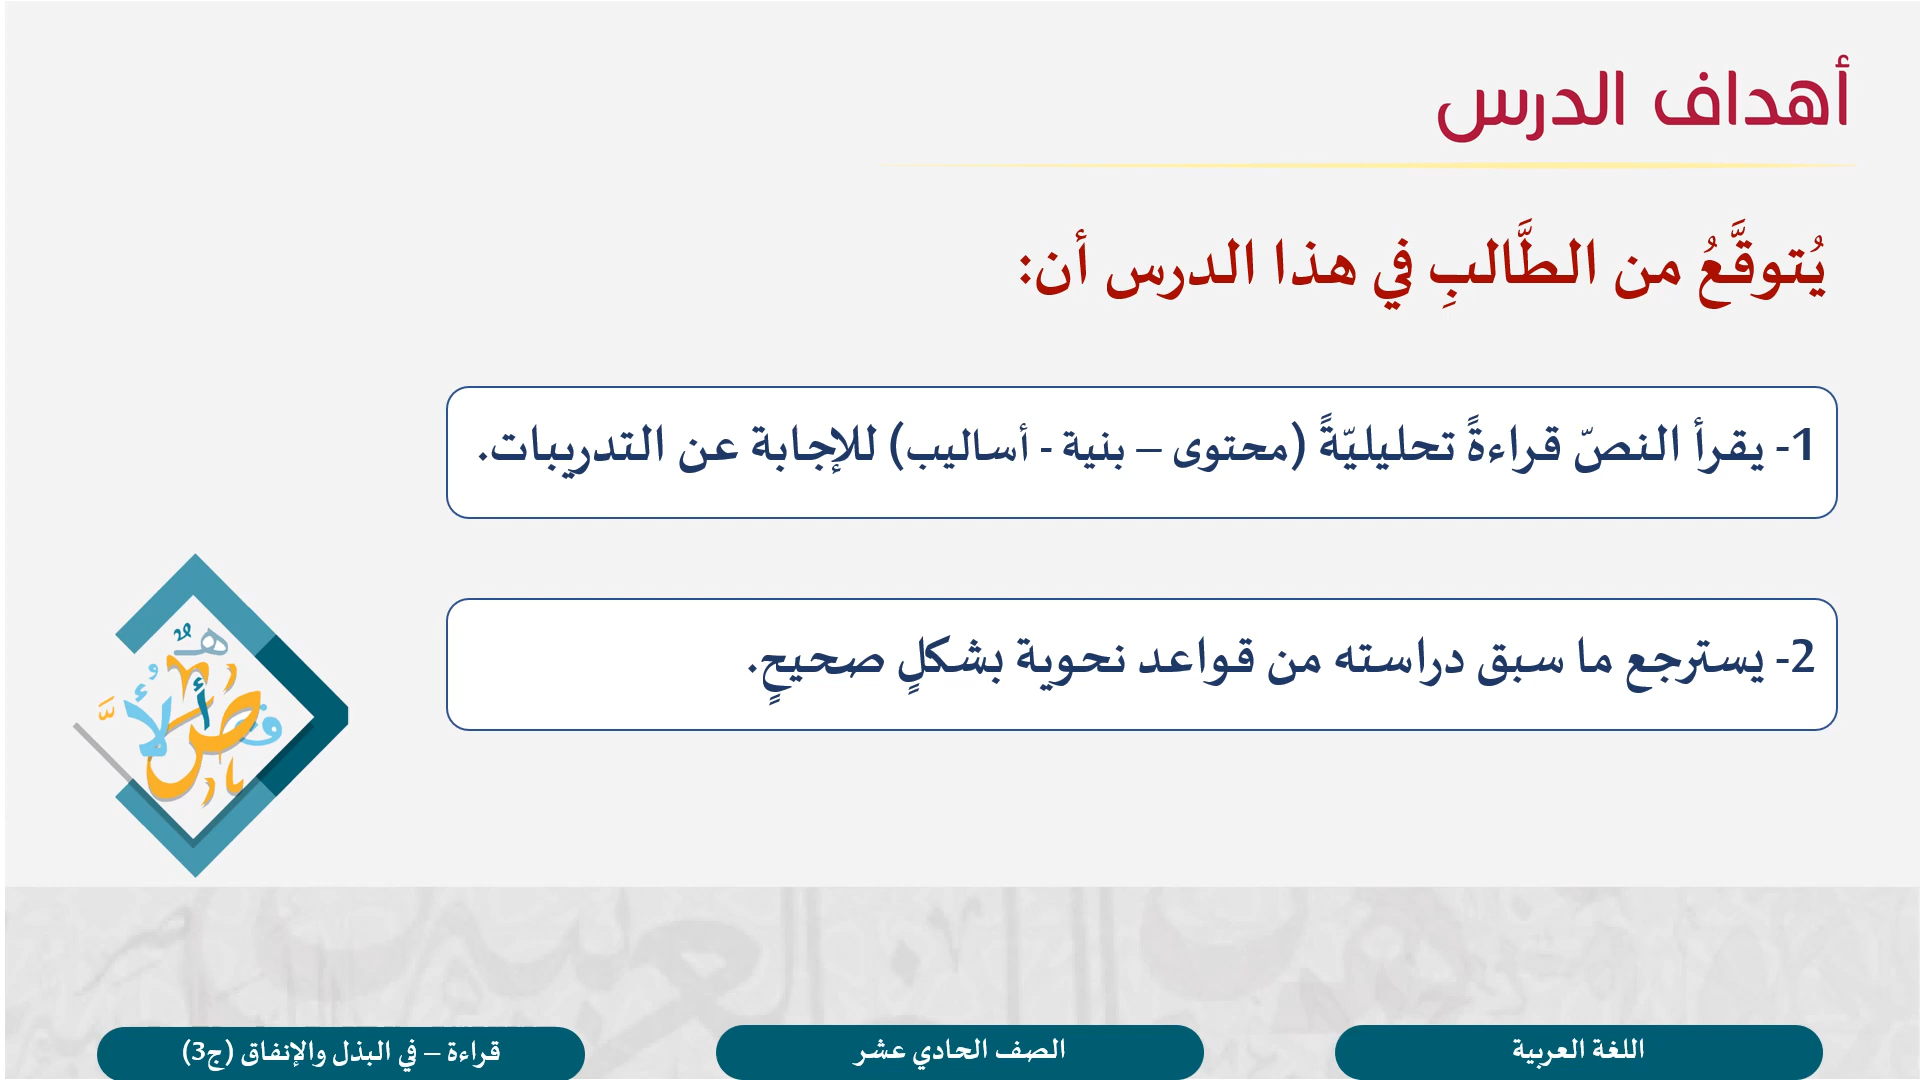 أهداف الدرس
يُتوقَّعُ من الطَّالبِ في هذا الدرس أن:
1- يقرأ النصّ قراءةً تحليليّةً (محتوى – بنية - أساليب) للإجابة عن التدريبات.
2- يسترجع ما سبق دراسته من قواعد نحوية بشكلٍ صحيحٍ.
اللغة العربية
الصف الحادي عشر
قراءة – في البذل والإنفاق (ج3)